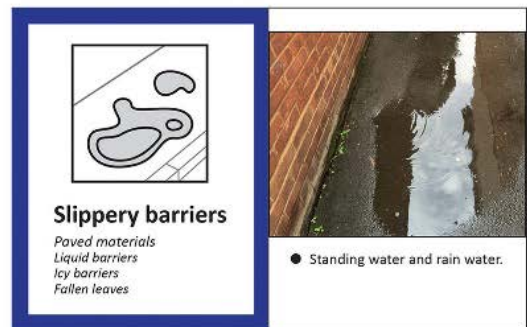 Slippery barriers
Paved materials
Liquid barriers
Icy barriers
Fallen leaves
● Standing water and rain water.